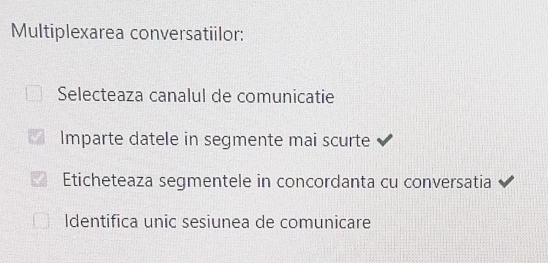 Multiplexarea conversatiilor:
Selecteaza canalul de comunicatie
Imparte datele in segmente mai scurte
Eticheteaza segmentele in concordanta cu conversatia
Identifica unic sesiunea de comunicare